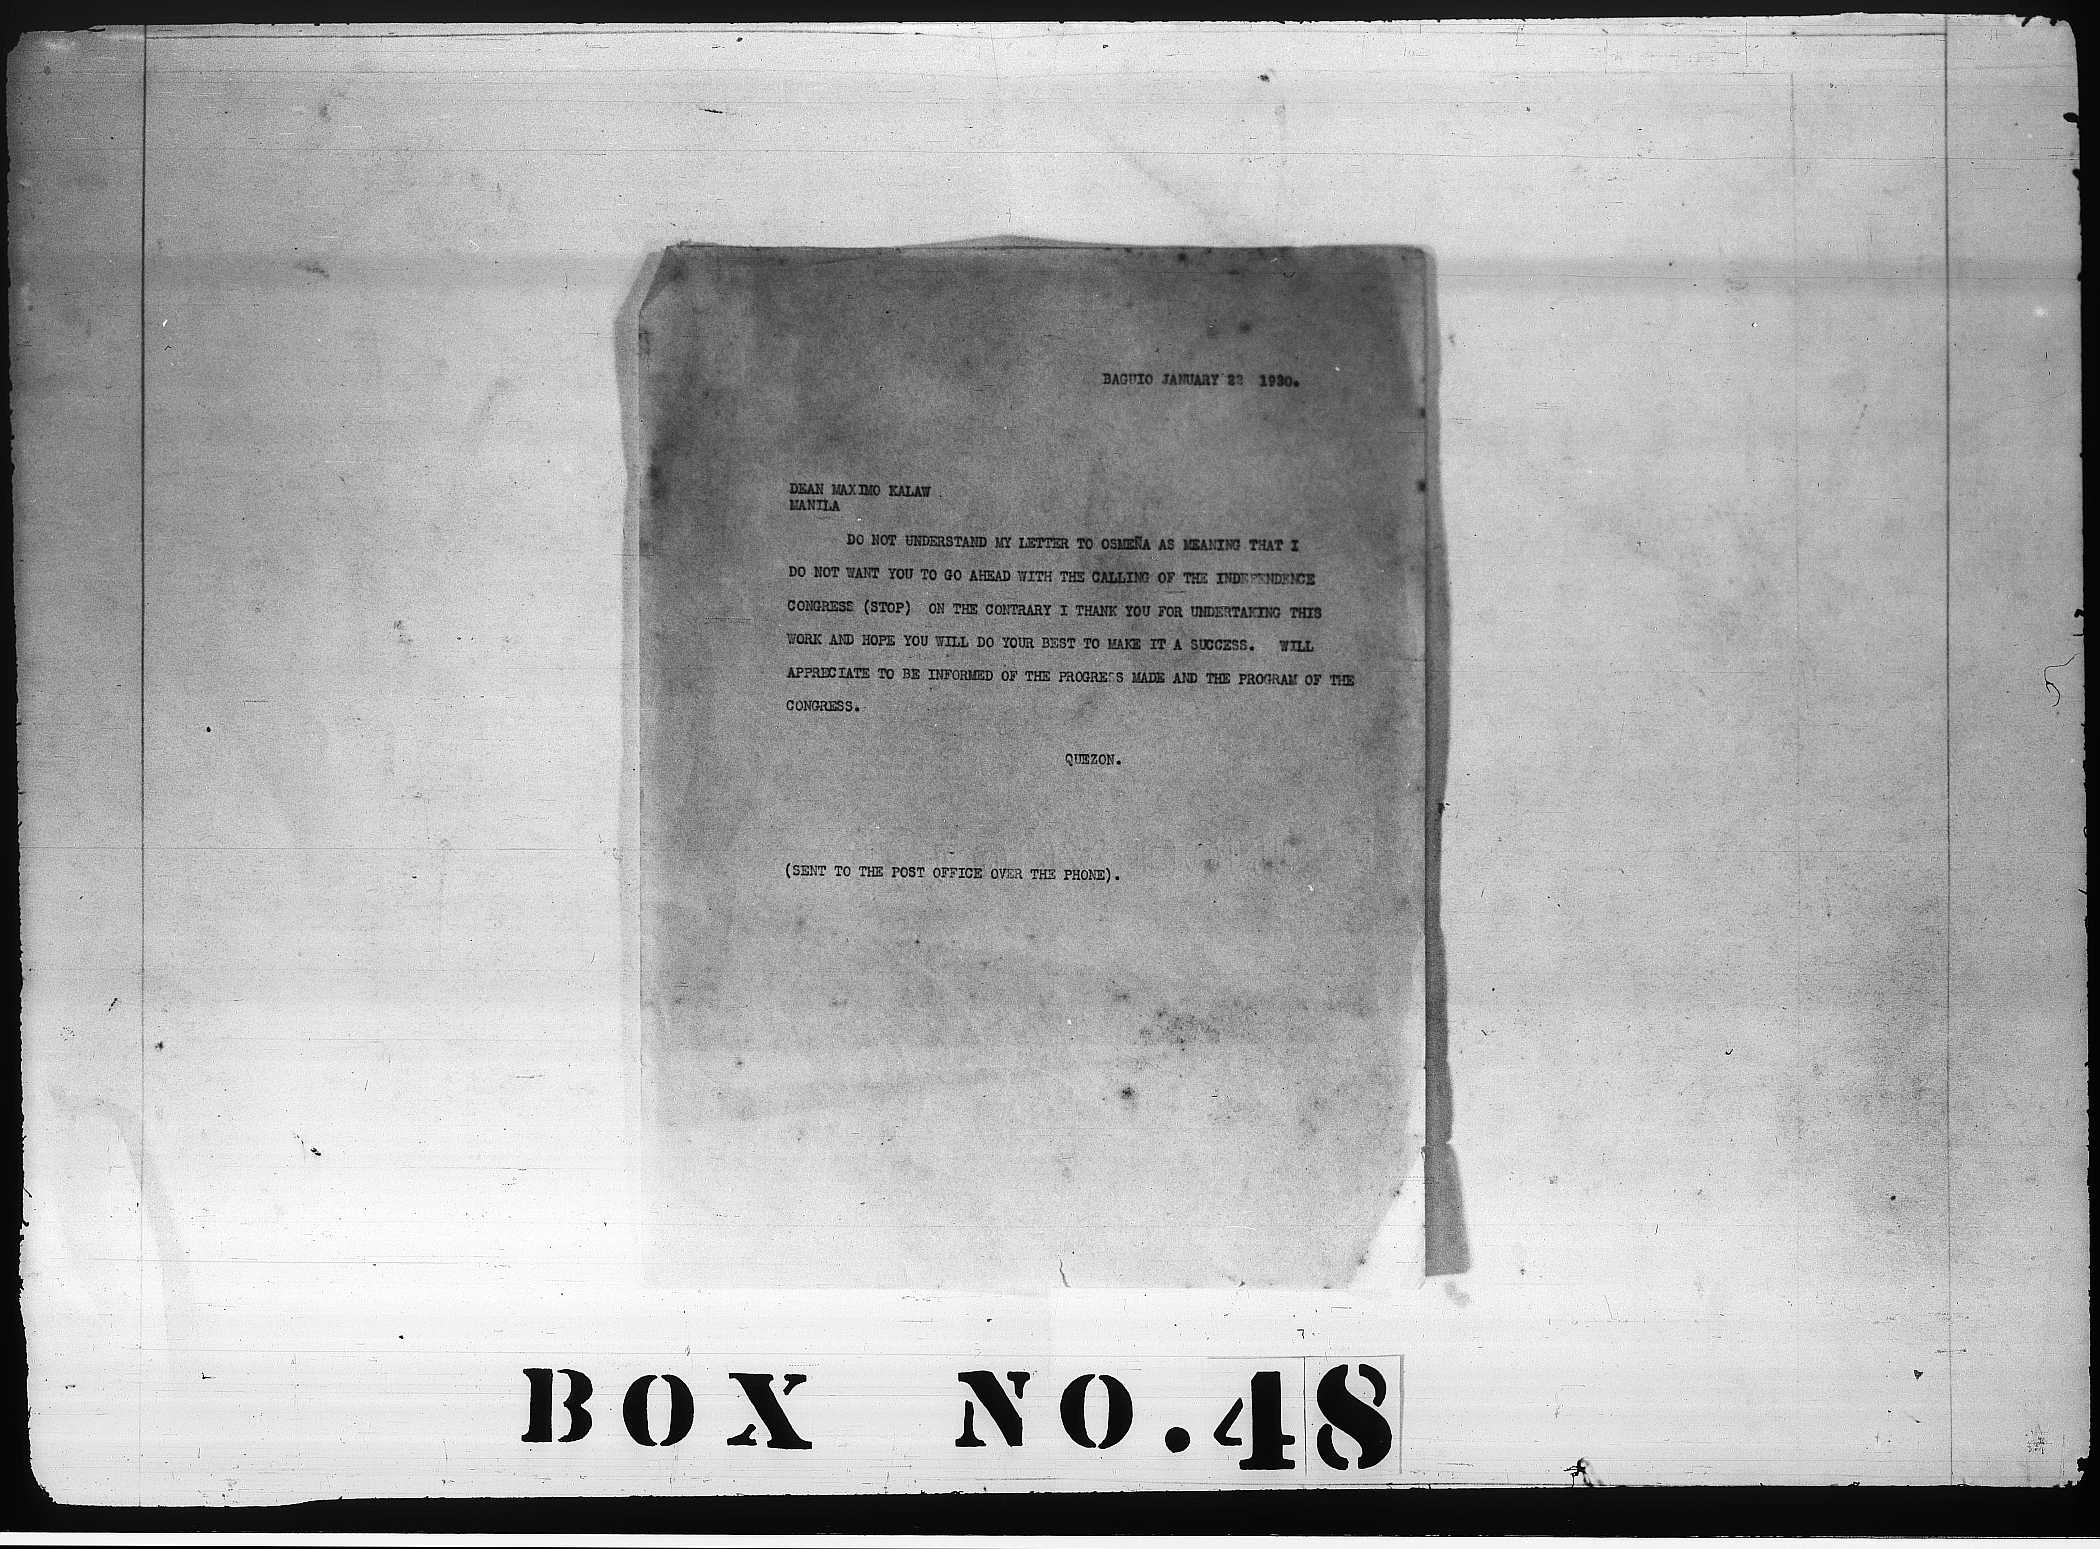 BAGUIO JANUARY 22 1930.
DEAN MAXIMO KALAW
MANILA
DO NOT UNDERSTAND MY LETTER TO OSMEÑA AS MEANING THAT I
DO NOT WANT YOU TO GO AHEAD WITH THE CALLING OF THE INDEPENDENCE
CONGRESS (STOP) ON THE CONTRARY I THANK YOU FOR UNDERTAKING THIS
WORK AND HOPE YOU WILL DO YOUR BEST TO MAKE IT A SUCCESS. WILL
APPRECIATE TO BE INFORMED OF THE PROGRESS MADE AND THE PROGRAM OF THE
CONGRESS.
QUEZON.
(SENT TO THE POST OFFICE OVER THE PHONE).
BOX NO.48